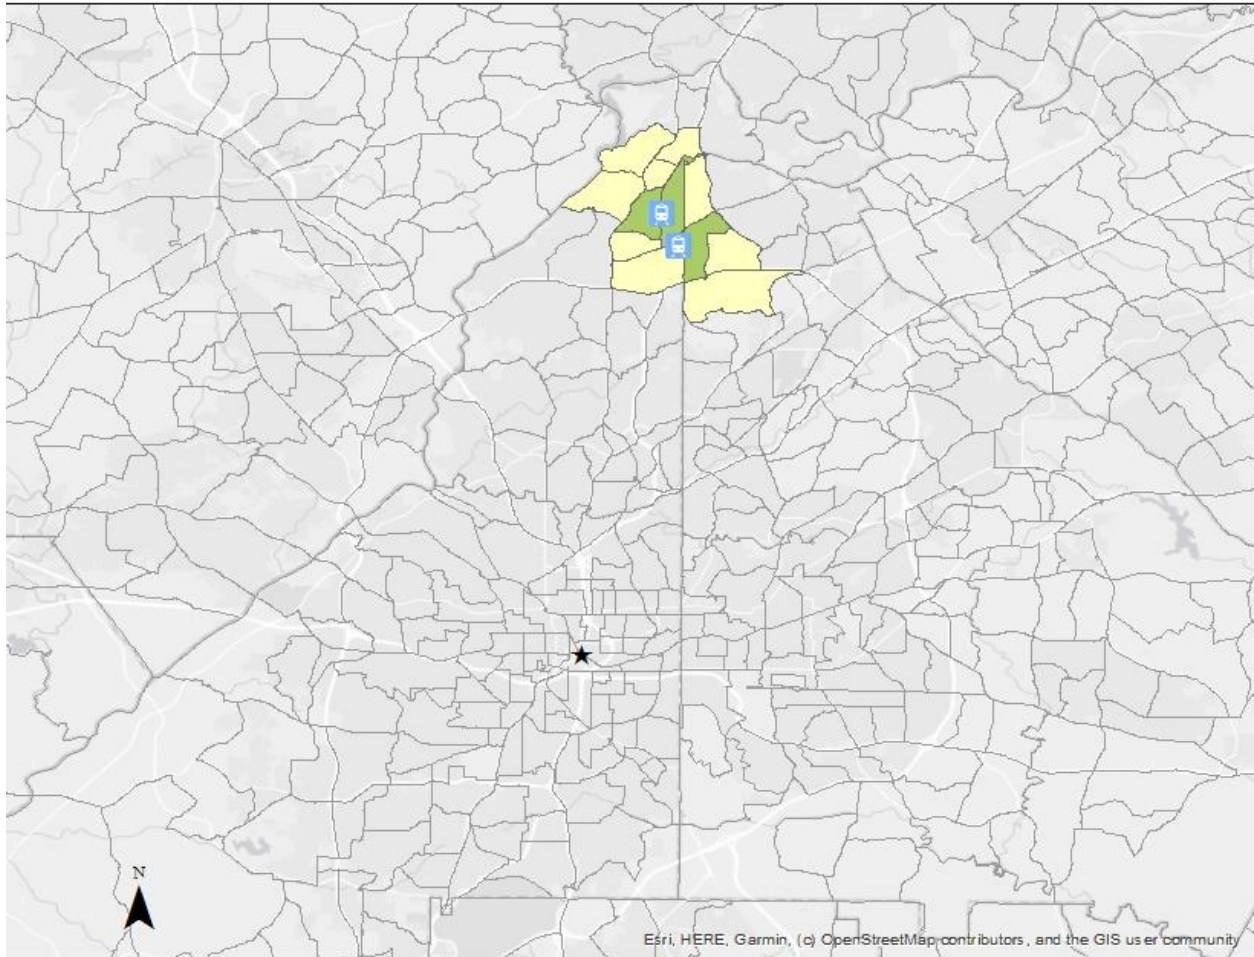 N
Esri, HERE, Garmin, (c) OpenStreetMap contributors, and the GIS user community